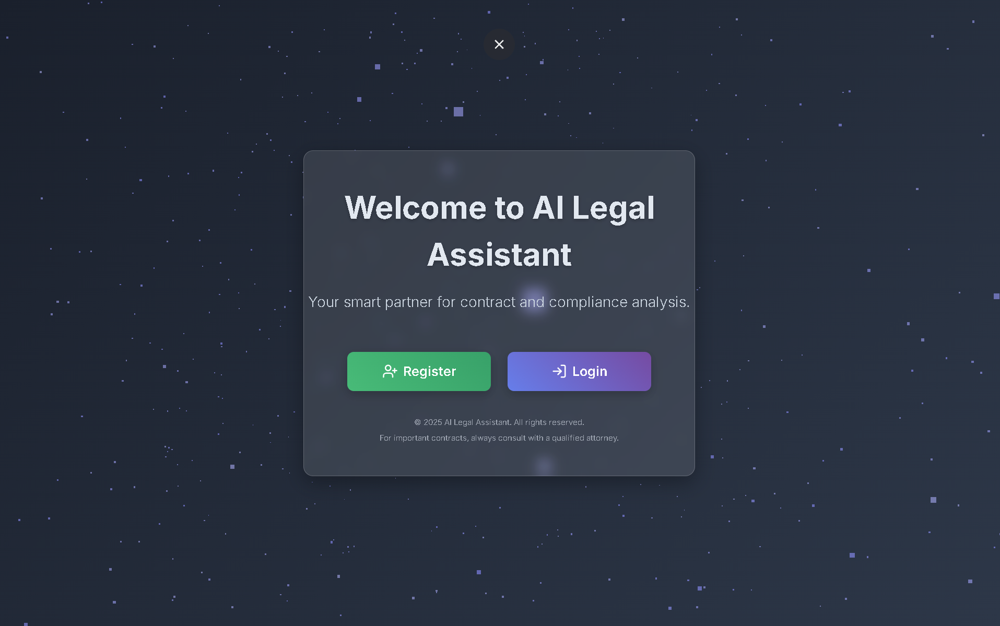 Welcome to AI Legal
Assistant
Your smart partner for contract and compliance analysis.
Register
Login
© 2025 AI Legal Assistant. All rights reserved.
For important contracts, always consult with a qualified attorney.